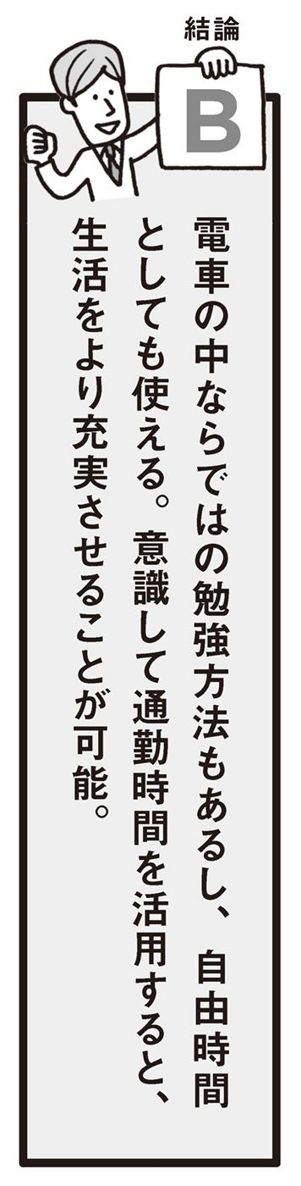 結論
B
電車の中ならではの勉強方法もあるし、自由時間
としても使える。意識して通勤時間を活用すると、
生活をより充実させることが可能。